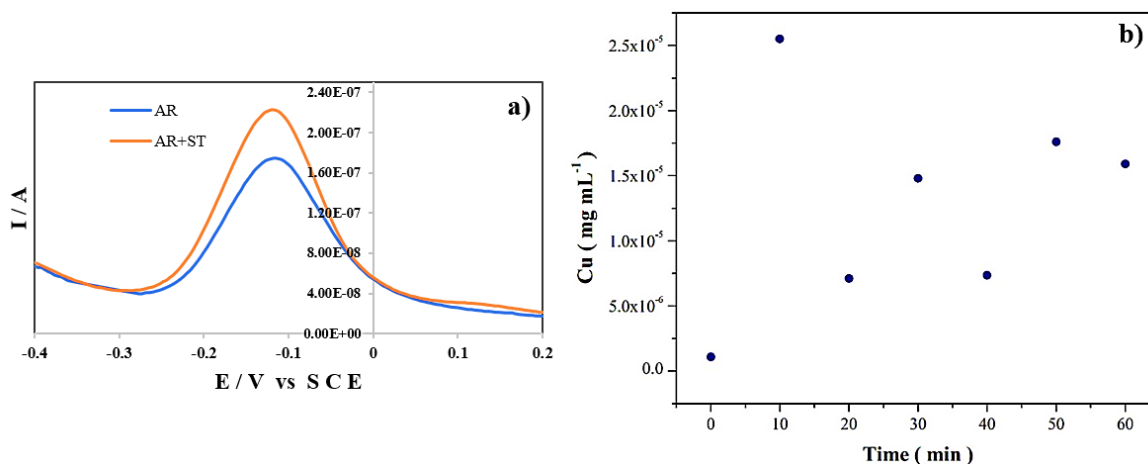 a)
AR
AR+ST
2.40E-07
2.00E-07
1.60E-07
1.20E-07
8.00E-08
4.00E-08
0.00E+00
I / A
-0.4 -0.3 -0.2 -0.1 0 0.1 0.2
E / V vs S C E
b)
2.5x10⁻⁵
2.0x10⁻⁵
1.5x10⁻⁵
1.0x10⁻⁵
5.0x10⁻⁶
0.0
Cu ( mg mL⁻¹ )
0 10 20 30 40 50 60
Time ( min )